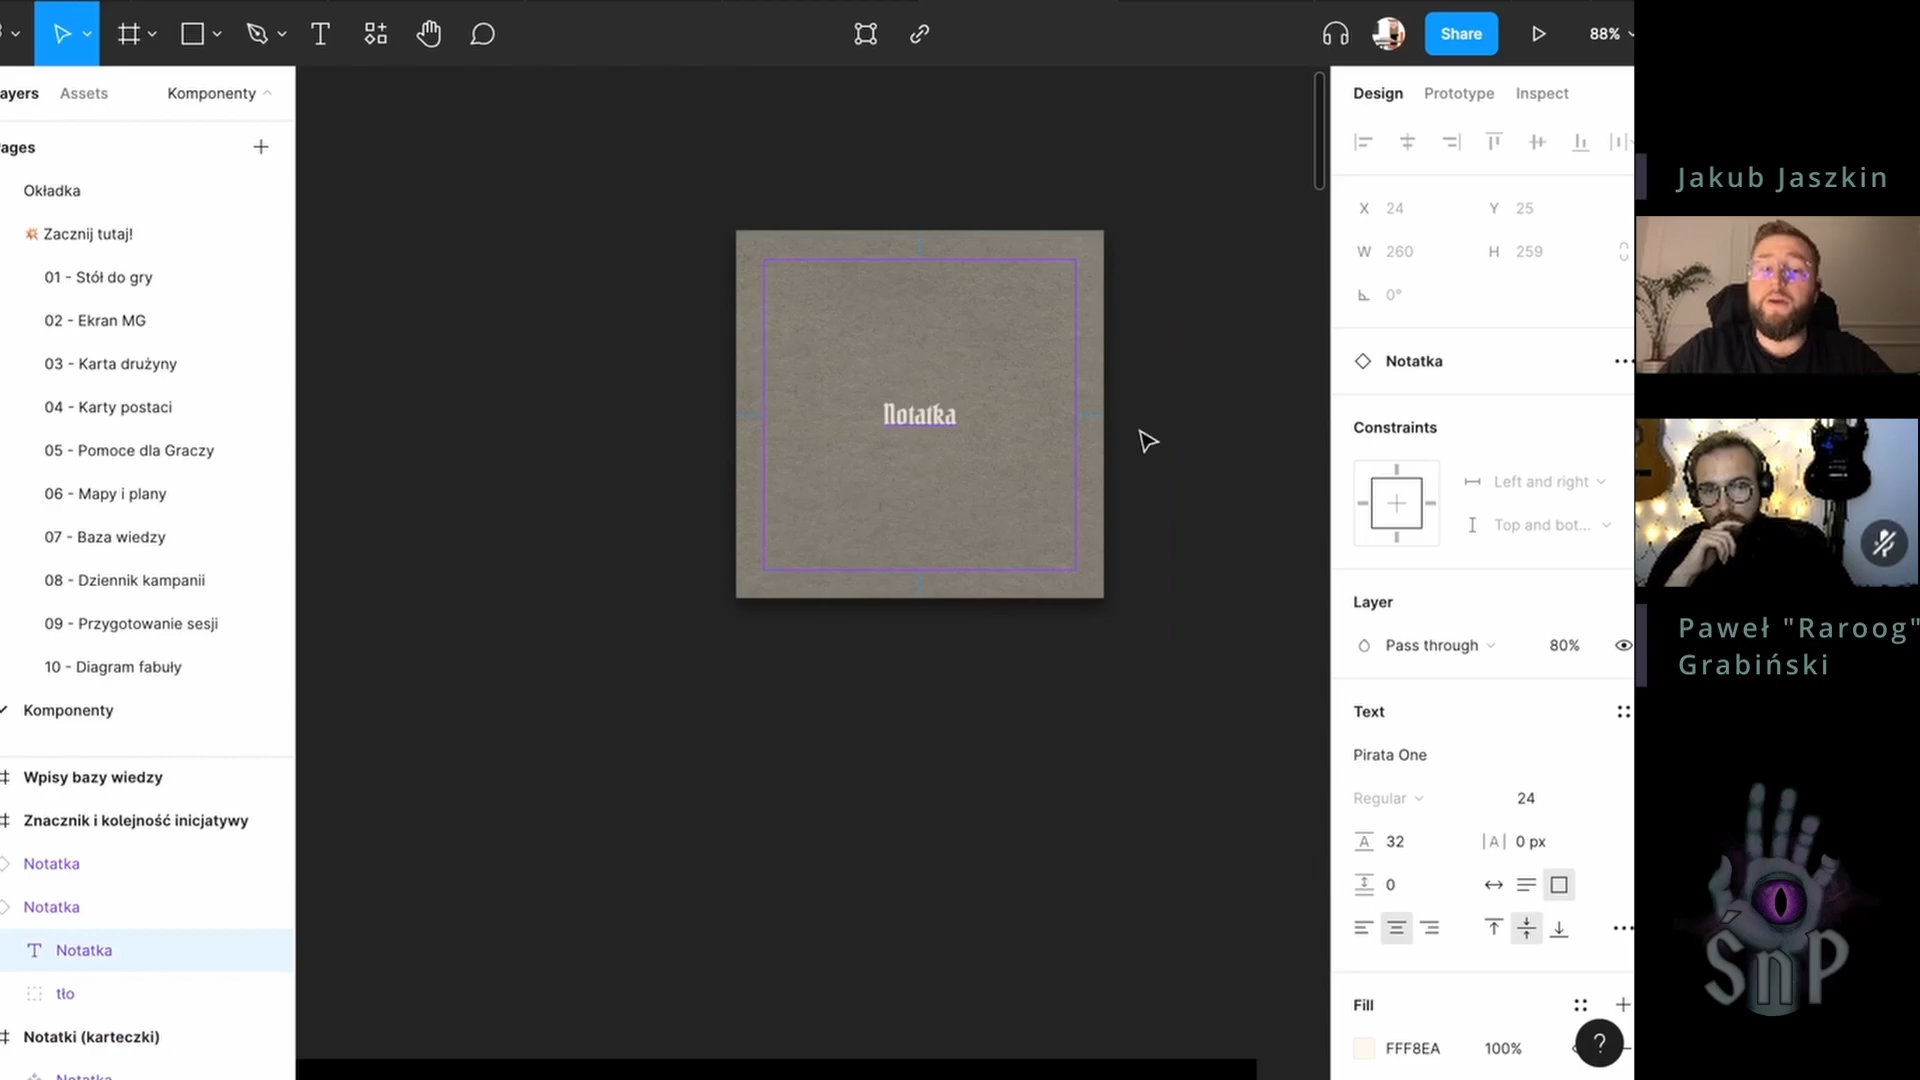 Share
88%
ayers
Assets
Komponenty
ages
Okładka
Zacznij tutaj!
01 - Stół do gry
02 - Ekran MG
03 - Karta drużyny
04 - Karty postaci
05 - Pomoce dla Graczy
06 - Mapy i plany
07 - Baza wiedzy
08 - Dziennik kampanii
09 - Przygotowanie sesji
10 - Diagram fabuły
Komponenty
Wpisy bazy wiedzy
Znacznik i kolejność inicjatywy
Notatka
Notatka
T Notatka
tło
Notatki (karteczki)
Notatka
Notatka
Design
Prototype
Inspect
X 24
Y 25
W 260
H 259
0°
Notatka
Constraints
Left and right
Top and bot...
Layer
Pass through
80%
Text
Pirata One
Regular
24
A 32
|A| 0 px
0
Fill
FFF8EA
100%
?
Jakub Jaszkin
Paweł "Raroog"
Grabiński
ŚnP